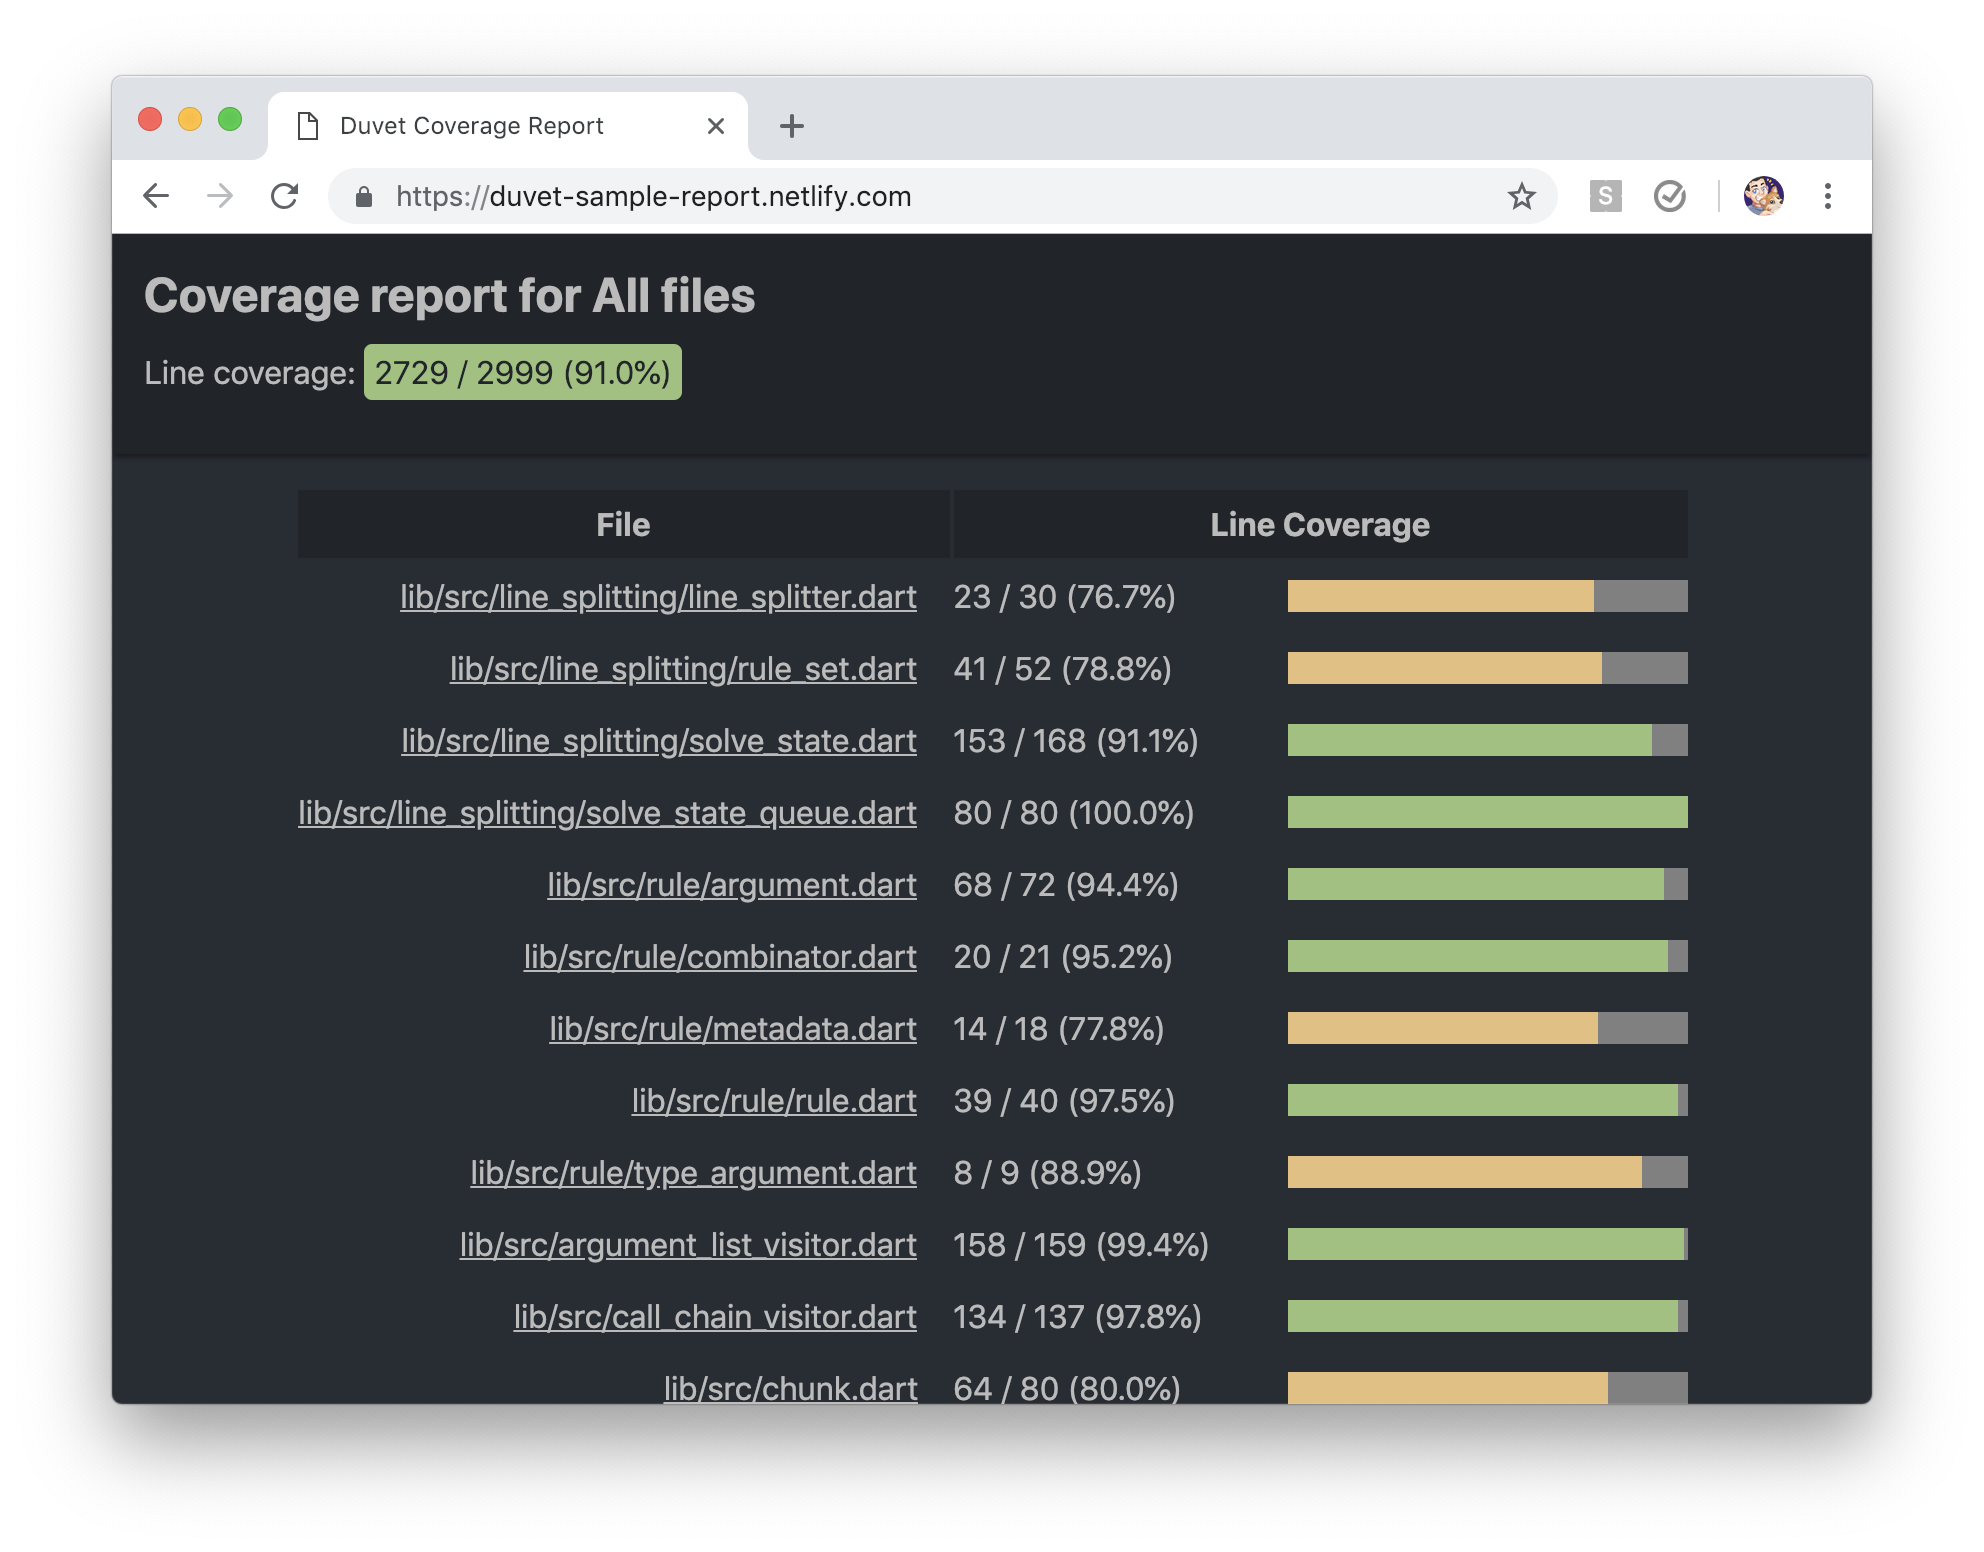 Duvet Coverage Report
https://duvet-sample-report.netlify.com
S
Coverage report for All files
Line coverage: 2729 / 2999 (91.0%)
File Line Coverage
lib/src/line_splitting/line_splitter.dart 23 / 30 (76.7%)
lib/src/line_splitting/rule_set.dart 41 / 52 (78.8%)
lib/src/line_splitting/solve_state.dart 153 / 168 (91.1%)
lib/src/line_splitting/solve_state_queue.dart 80 / 80 (100.0%)
lib/src/rule/argument.dart 68 / 72 (94.4%)
lib/src/rule/combinator.dart 20 / 21 (95.2%)
lib/src/rule/metadata.dart 14 / 18 (77.8%)
lib/src/rule/rule.dart 39 / 40 (97.5%)
lib/src/rule/type_argument.dart 8 / 9 (88.9%)
lib/src/argument_list_visitor.dart 158 / 159 (99.4%)
lib/src/call_chain_visitor.dart 134 / 137 (97.8%)
lib/src/chunk.dart 64 / 80 (80.0%)